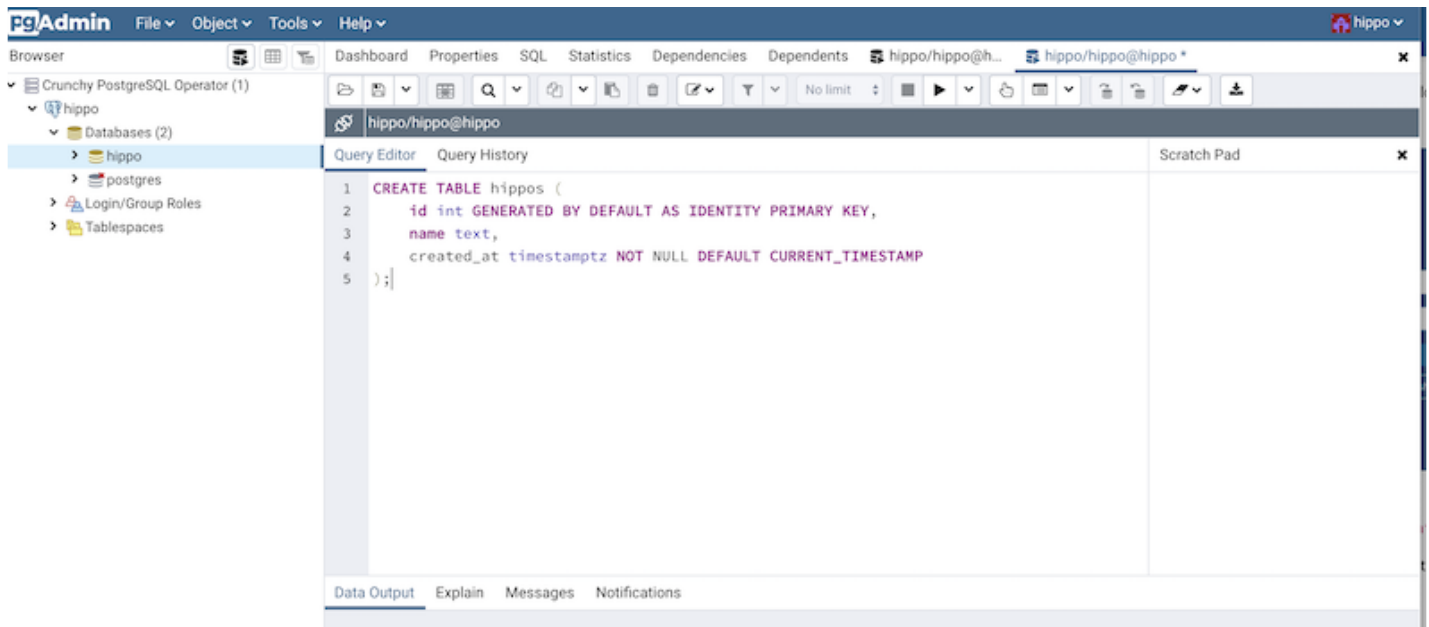 pgAdmin File Object Tools Help hippo
Browser Dashboard Properties SQL Statistics Dependencies Dependents hippo/hippo@h... hippo/hippo@hippo *
Crunchy PostgreSQL Operator (1)
hippo
Databases (2)
hippo
postgres
Login/Group Roles
Tablespaces
No limit
hippo/hippo@hippo
Query Editor Query History Scratch Pad
1 CREATE TABLE hippos (
2 id int GENERATED BY DEFAULT AS IDENTITY PRIMARY KEY,
3 name text,
4 created_at timestamptz NOT NULL DEFAULT CURRENT_TIMESTAMP
5 );
Data Output Explain Messages Notifications